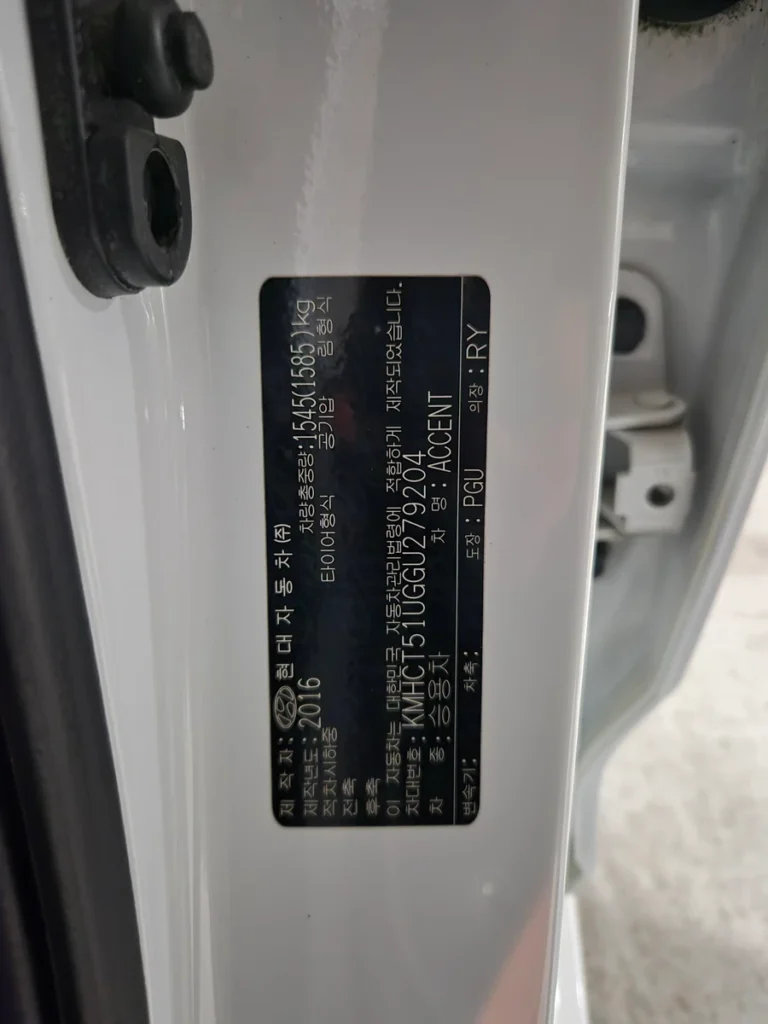 제 작 자 : 현 대 자 동 차 (주)
제작년도 : 2016 차량총중량 : 1545(1585)kg
적차시하중 타이어형식 공기압 림형식
전축
후축
이 자동차는 대한민국 자동차관리법령에 적합하게 제작되었습니다.
차대번호 : KMHCT51UGGU279204
차 종 : 승용차 차 명 : ACCENT
변속기 : 차축 : 도장 : PGU 의장 : RY